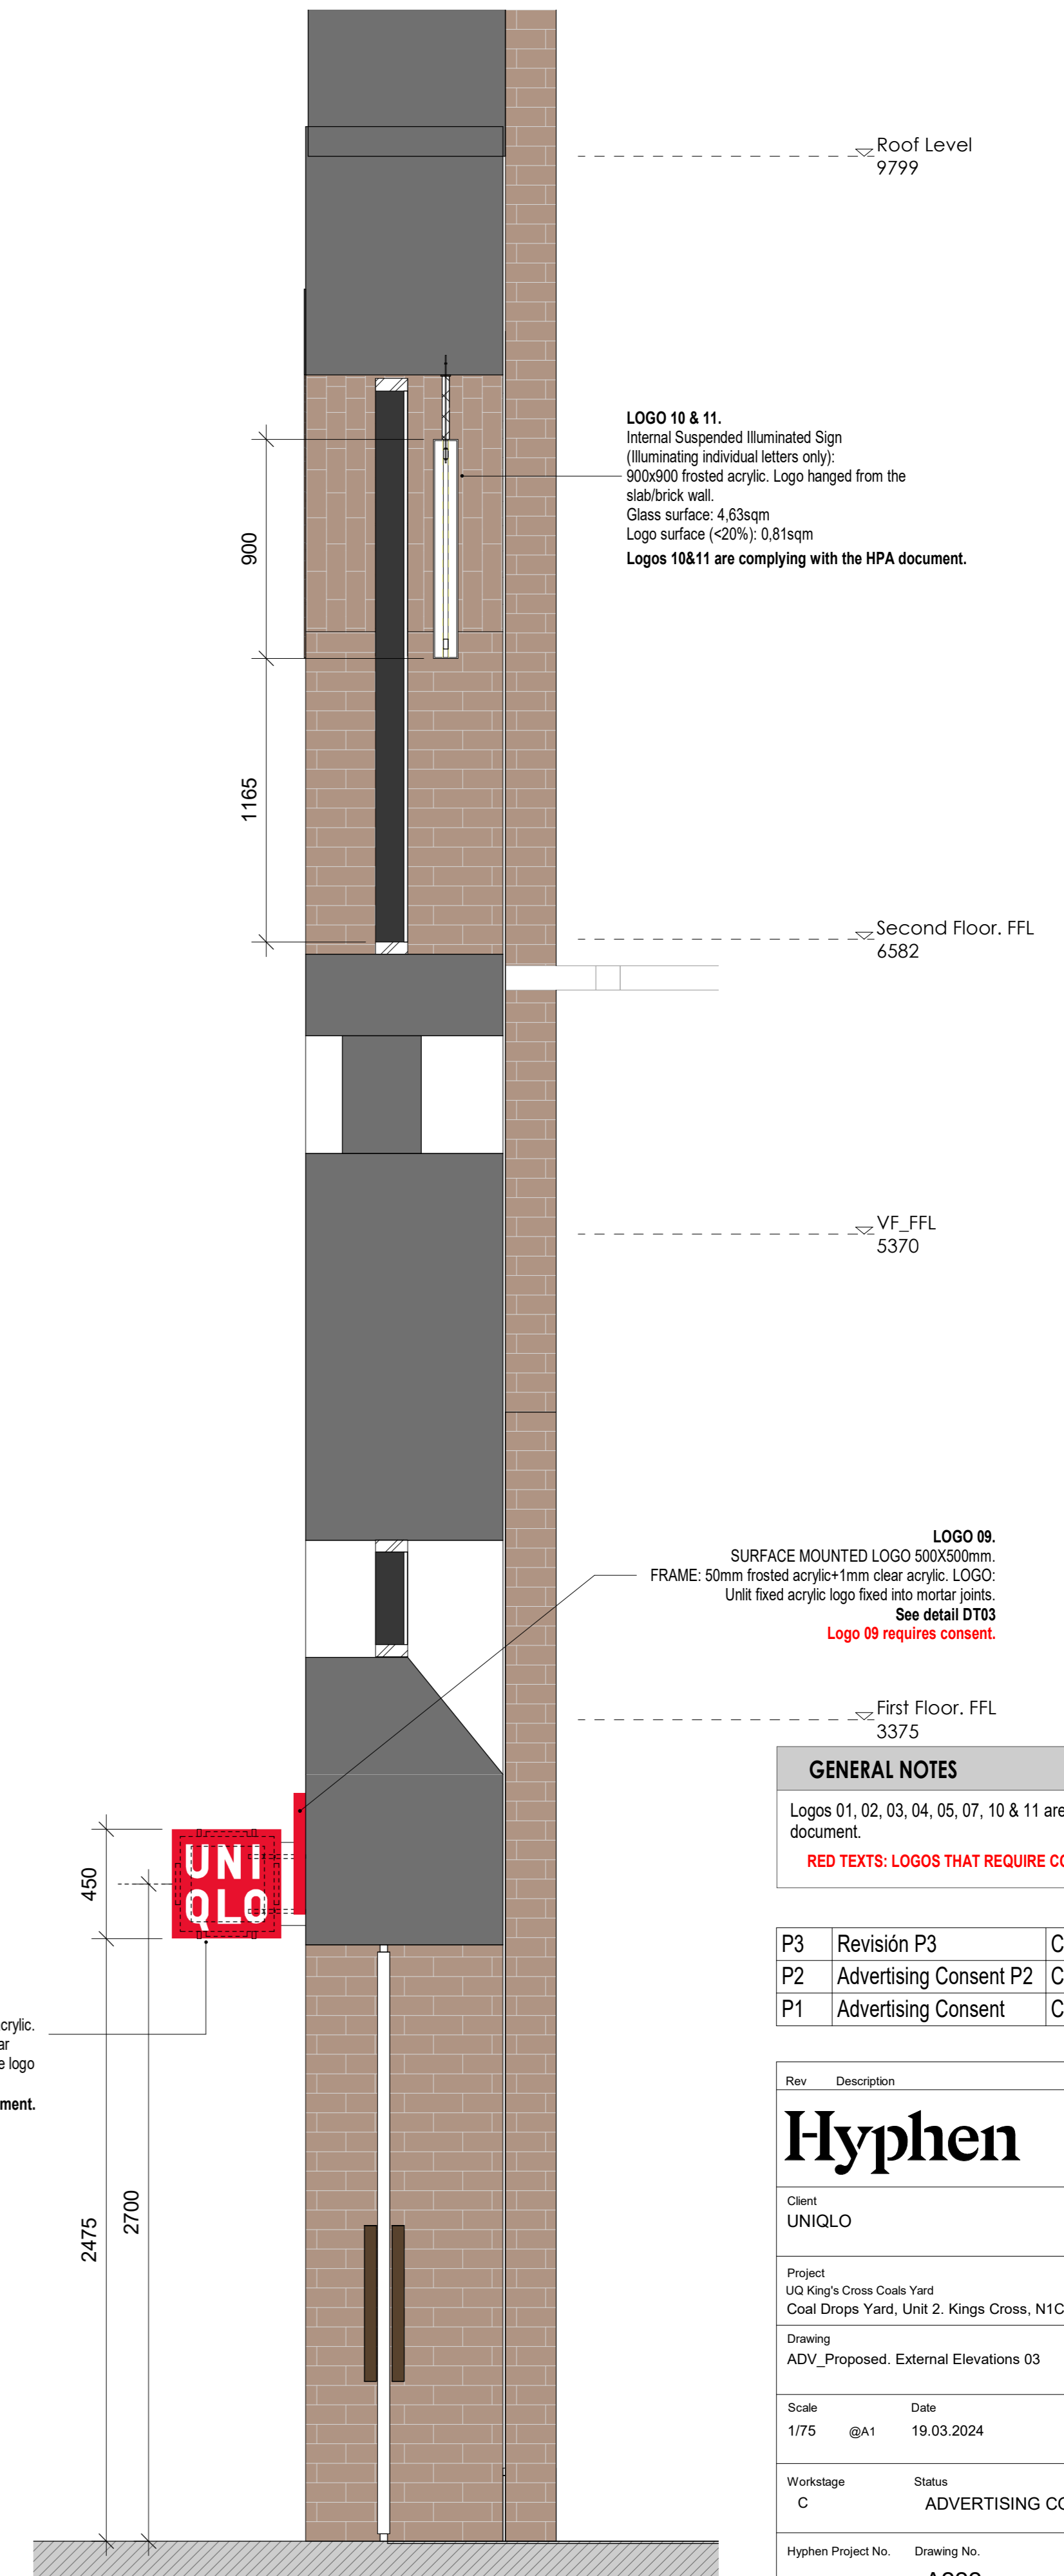 Roof Level
9799
LOGO 10 & 11.
Internal Suspended Illuminated Sign
(Illuminating individual letters only):
900x900 frosted acrylic. Logo hanged from the
slab/brick wall.
Glass surface: 4,63sqm
Logo surface (<20%): 0,81sqm
Logos 10&11 are complying with the HPA document.
900
1165
Second Floor. FFL
6582
VF_FFL
5370
LOGO 09.
SURFACE MOUNTED LOGO 500X500mm.
FRAME: 50mm frosted acrylic+1mm clear acrylic. LOGO:
Unlit fixed acrylic logo fixed into mortar joints.
See detail DT03
Logo 09 requires consent.
First Floor. FFL
3375
GENERAL NOTES
Logos 01, 02, 03, 04, 05, 07, 10 & 11 are
document.
RED TEXTS: LOGOS THAT REQUIRE
450
UNI
QLO
P3 Revisión P3 C
P2 Advertising Consent P2 C
P1 Advertising Consent C
logo
2475
2700
Rev Description
Hyphen
Client
UNIQLO
Project
UQ King's Cross Coals Yard
Coal Drops Yard, Unit 2. Kings Cross, N1C
Drawing
ADV_Proposed. External Elevations 03
Scale Date
1/75 @A1 19.03.2024
Workstage Status
C ADVERTISING
Hyphen Project No. Drawing No.